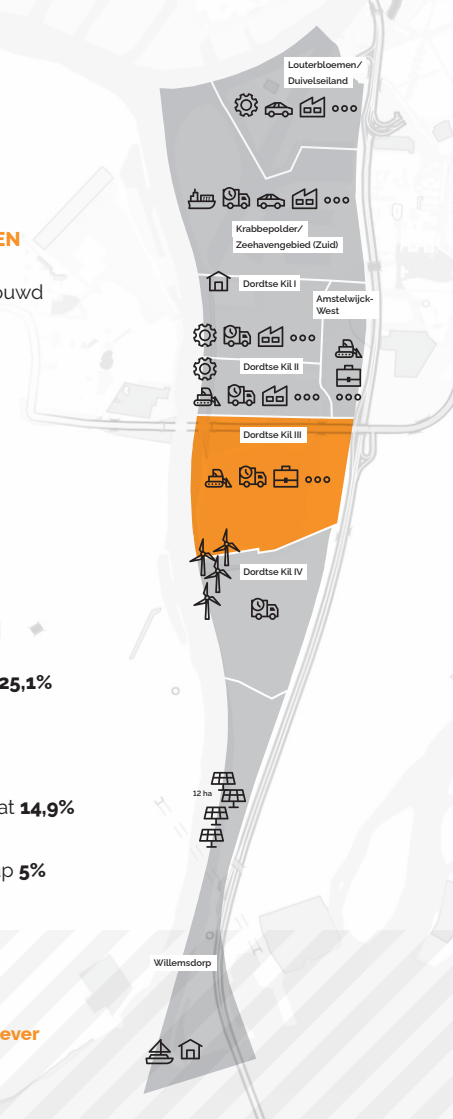 Louterbloemen/
Duivelseiland
EN
Krabbepolder/
Zeehavengebied (Zuid)
ouwd
Dordtse Kil I
Amstelwijck-
West
Dordtse Kil II
Dordtse Kil III
Dordtse Kil IV
25,1%
12 ha
at 14,9%
p 5%
Willemsdorp
ever